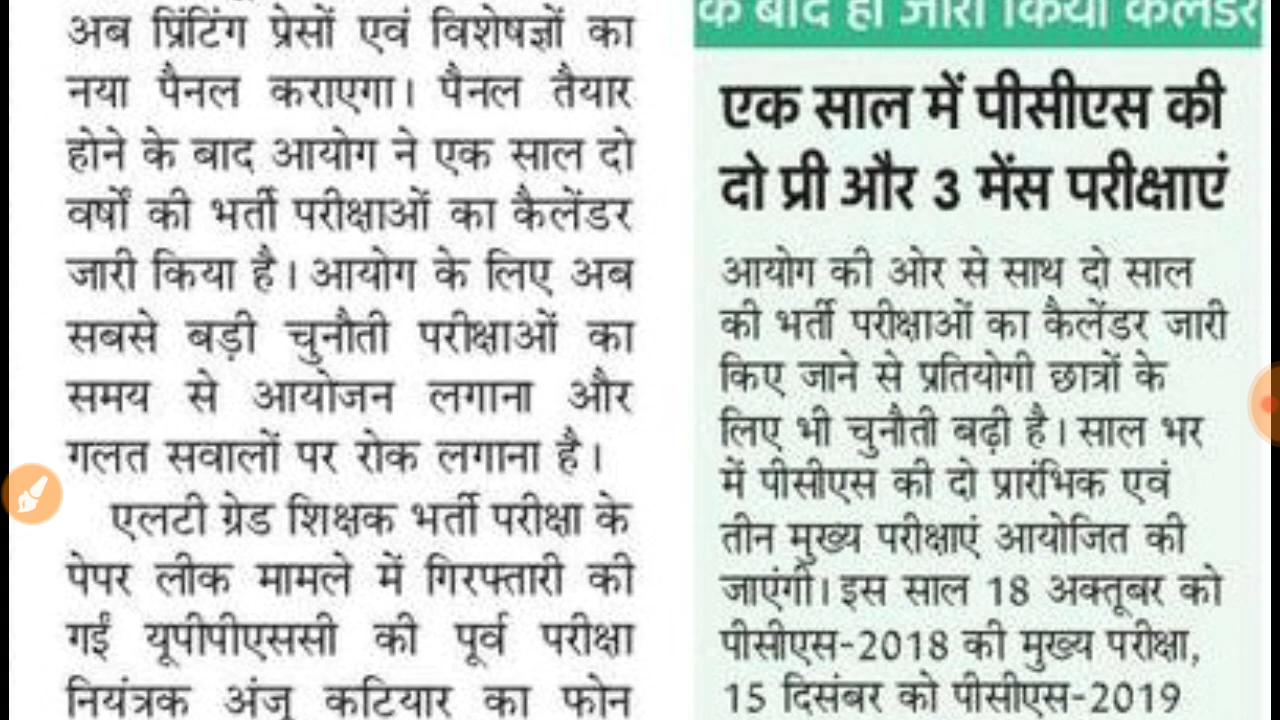 अब प्रिंटिंग प्रेसों एवं विशेषज्ञों का
नया पैनल कराएगा। पैनल तैयार
होने के बाद आयोग ने एक साल दो
वर्षों की भर्ती परीक्षाओं का कैलेंडर
जारी किया है। आयोग के लिए अब
सबसे बड़ी चुनौती परीक्षाओं का
समय से आयोजन लगाना और
गलत सवालों पर रोक लगाना है।
एलटी ग्रेड शिक्षक भर्ती परीक्षा के
पेपर लीक मामले में गिरफ्तारी की
गईं यूपीपीएससी की पूर्व परीक्षा
नियंत्रक अंजू कटियार का फोन
के बाद ही जारी किया कैलेंडर
एक साल में पीसीएस की
दो प्री और 3 मेंस परीक्षाएं
आयोग की ओर से साथ दो साल
की भर्ती परीक्षाओं का कैलेंडर जारी
किए जाने से प्रतियोगी छात्रों के
लिए भी चुनौती बढ़ी है। साल भर
में पीसीएस की दो प्रारंभिक एवं
तीन मुख्य परीक्षाएं आयोजित की
जाएंगी। इस साल 18 अक्तूबर को
पीसीएस-2018 की मुख्य परीक्षा,
15 दिसंबर को पीसीएस-2019